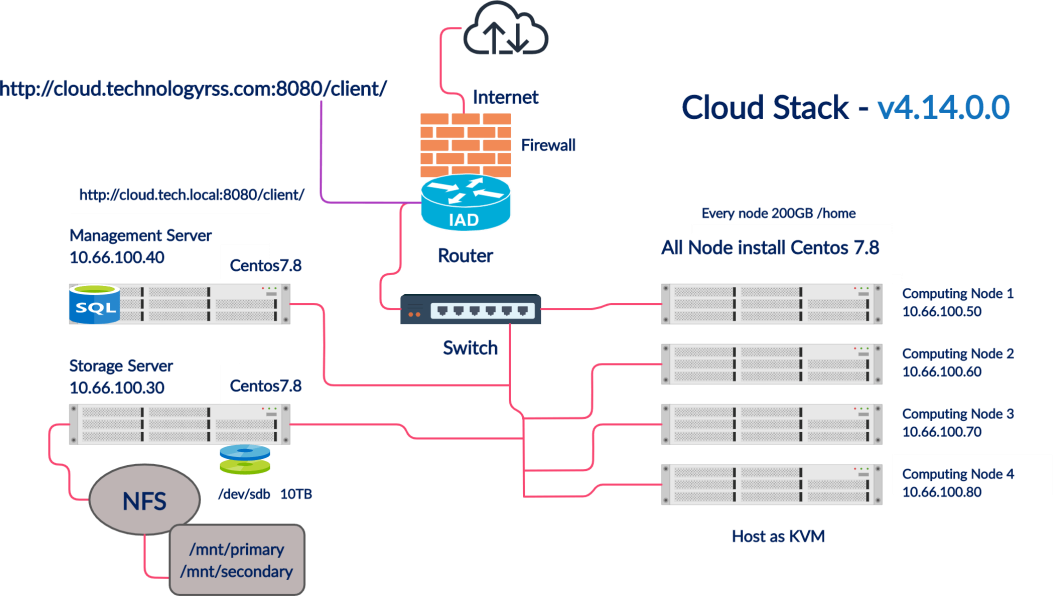 http://cloud.technologyrss.com:8080/client/
Internet
Cloud Stack - v4.14.0.0
Firewall
http://cloud.tech.local:8080/client/
IAD
Router
Every node 200GB /home
All Node install Centos 7.8
Management Server
10.66.100.40
Centos7.8
SQL
Switch
Storage Server
10.66.100.30
Centos7.8
/dev/sdb 10TB
NFS
/mnt/primary
/mnt/secondary
Computing Node 1
10.66.100.50
Computing Node 2
10.66.100.60
Computing Node 3
10.66.100.70
Computing Node 4
10.66.100.80
Host as KVM